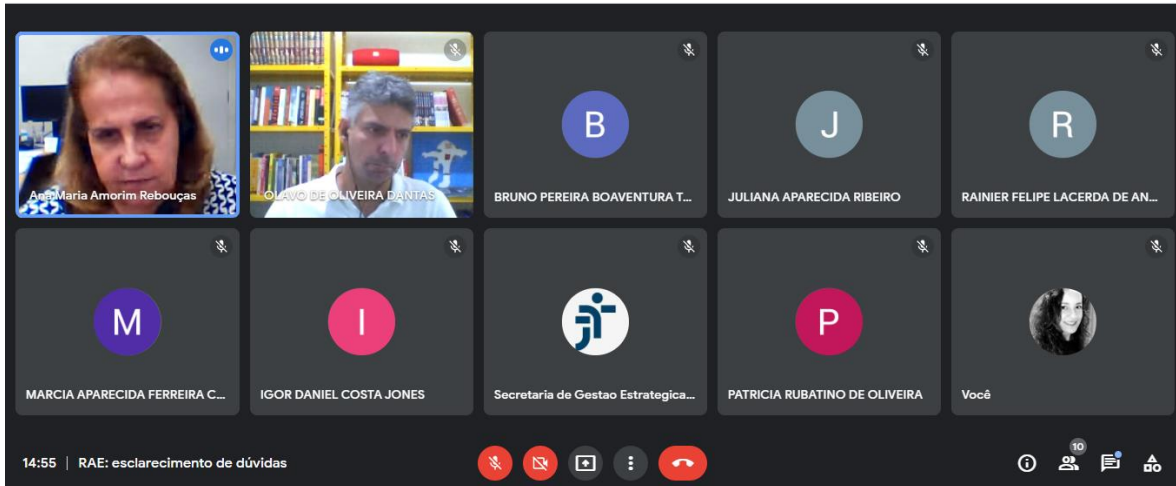 Ana Maria Amorim Rebouças
OLAVO DE OLIVEIRA DANTAS
B
BRUNO PEREIRA BOAVENTURA T...
J
JULIANA APARECIDA RIBEIRO
R
RAINIER FELIPE LACERDA DE AN...
M
MARCIA APARECIDA FERREIRA C...
I
IGOR DANIEL COSTA JONES
Secretaria de Gestao Estrategica...
P
PATRICIA RUBATINO DE OLIVEIRA
Você
14:55 | RAE: esclarecimento de dúvidas
10